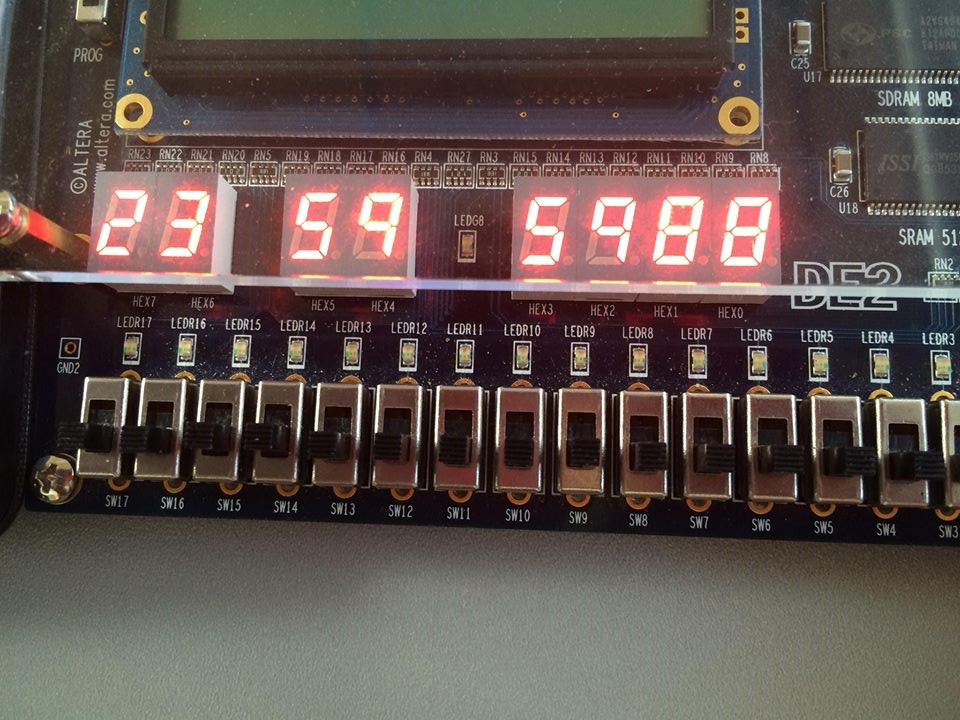 PROG
©ALTERA
www.altera.com
C25
U17
PSC
TAIWAN
SDRAM 8MB
RN23 RN22 RN21 RN20 RN5 RN19 RN18 RN17 RN16 RN4 RN27 RN3 RN15 RN14 RN13 RN12 RN11 RN10 RN9 RN8
ISSI
C26
U18
SRAM 51
RN2
LEDG8
23 59 5988
DE2
HEX7 HEX6 HEX5 HEX4 HEX3 HEX2 HEX1 HEX0
LEDR17 LEDR16 LEDR15 LEDR14 LEDR13 LEDR12 LEDR11 LEDR10 LEDR9 LEDR8 LEDR7 LEDR6 LEDR5 LEDR4 LEDR3
GND2
SW17 SW16 SW15 SW14 SW13 SW12 SW11 SW10 SW9 SW8 SW7 SW6 SW5 SW4 SW3